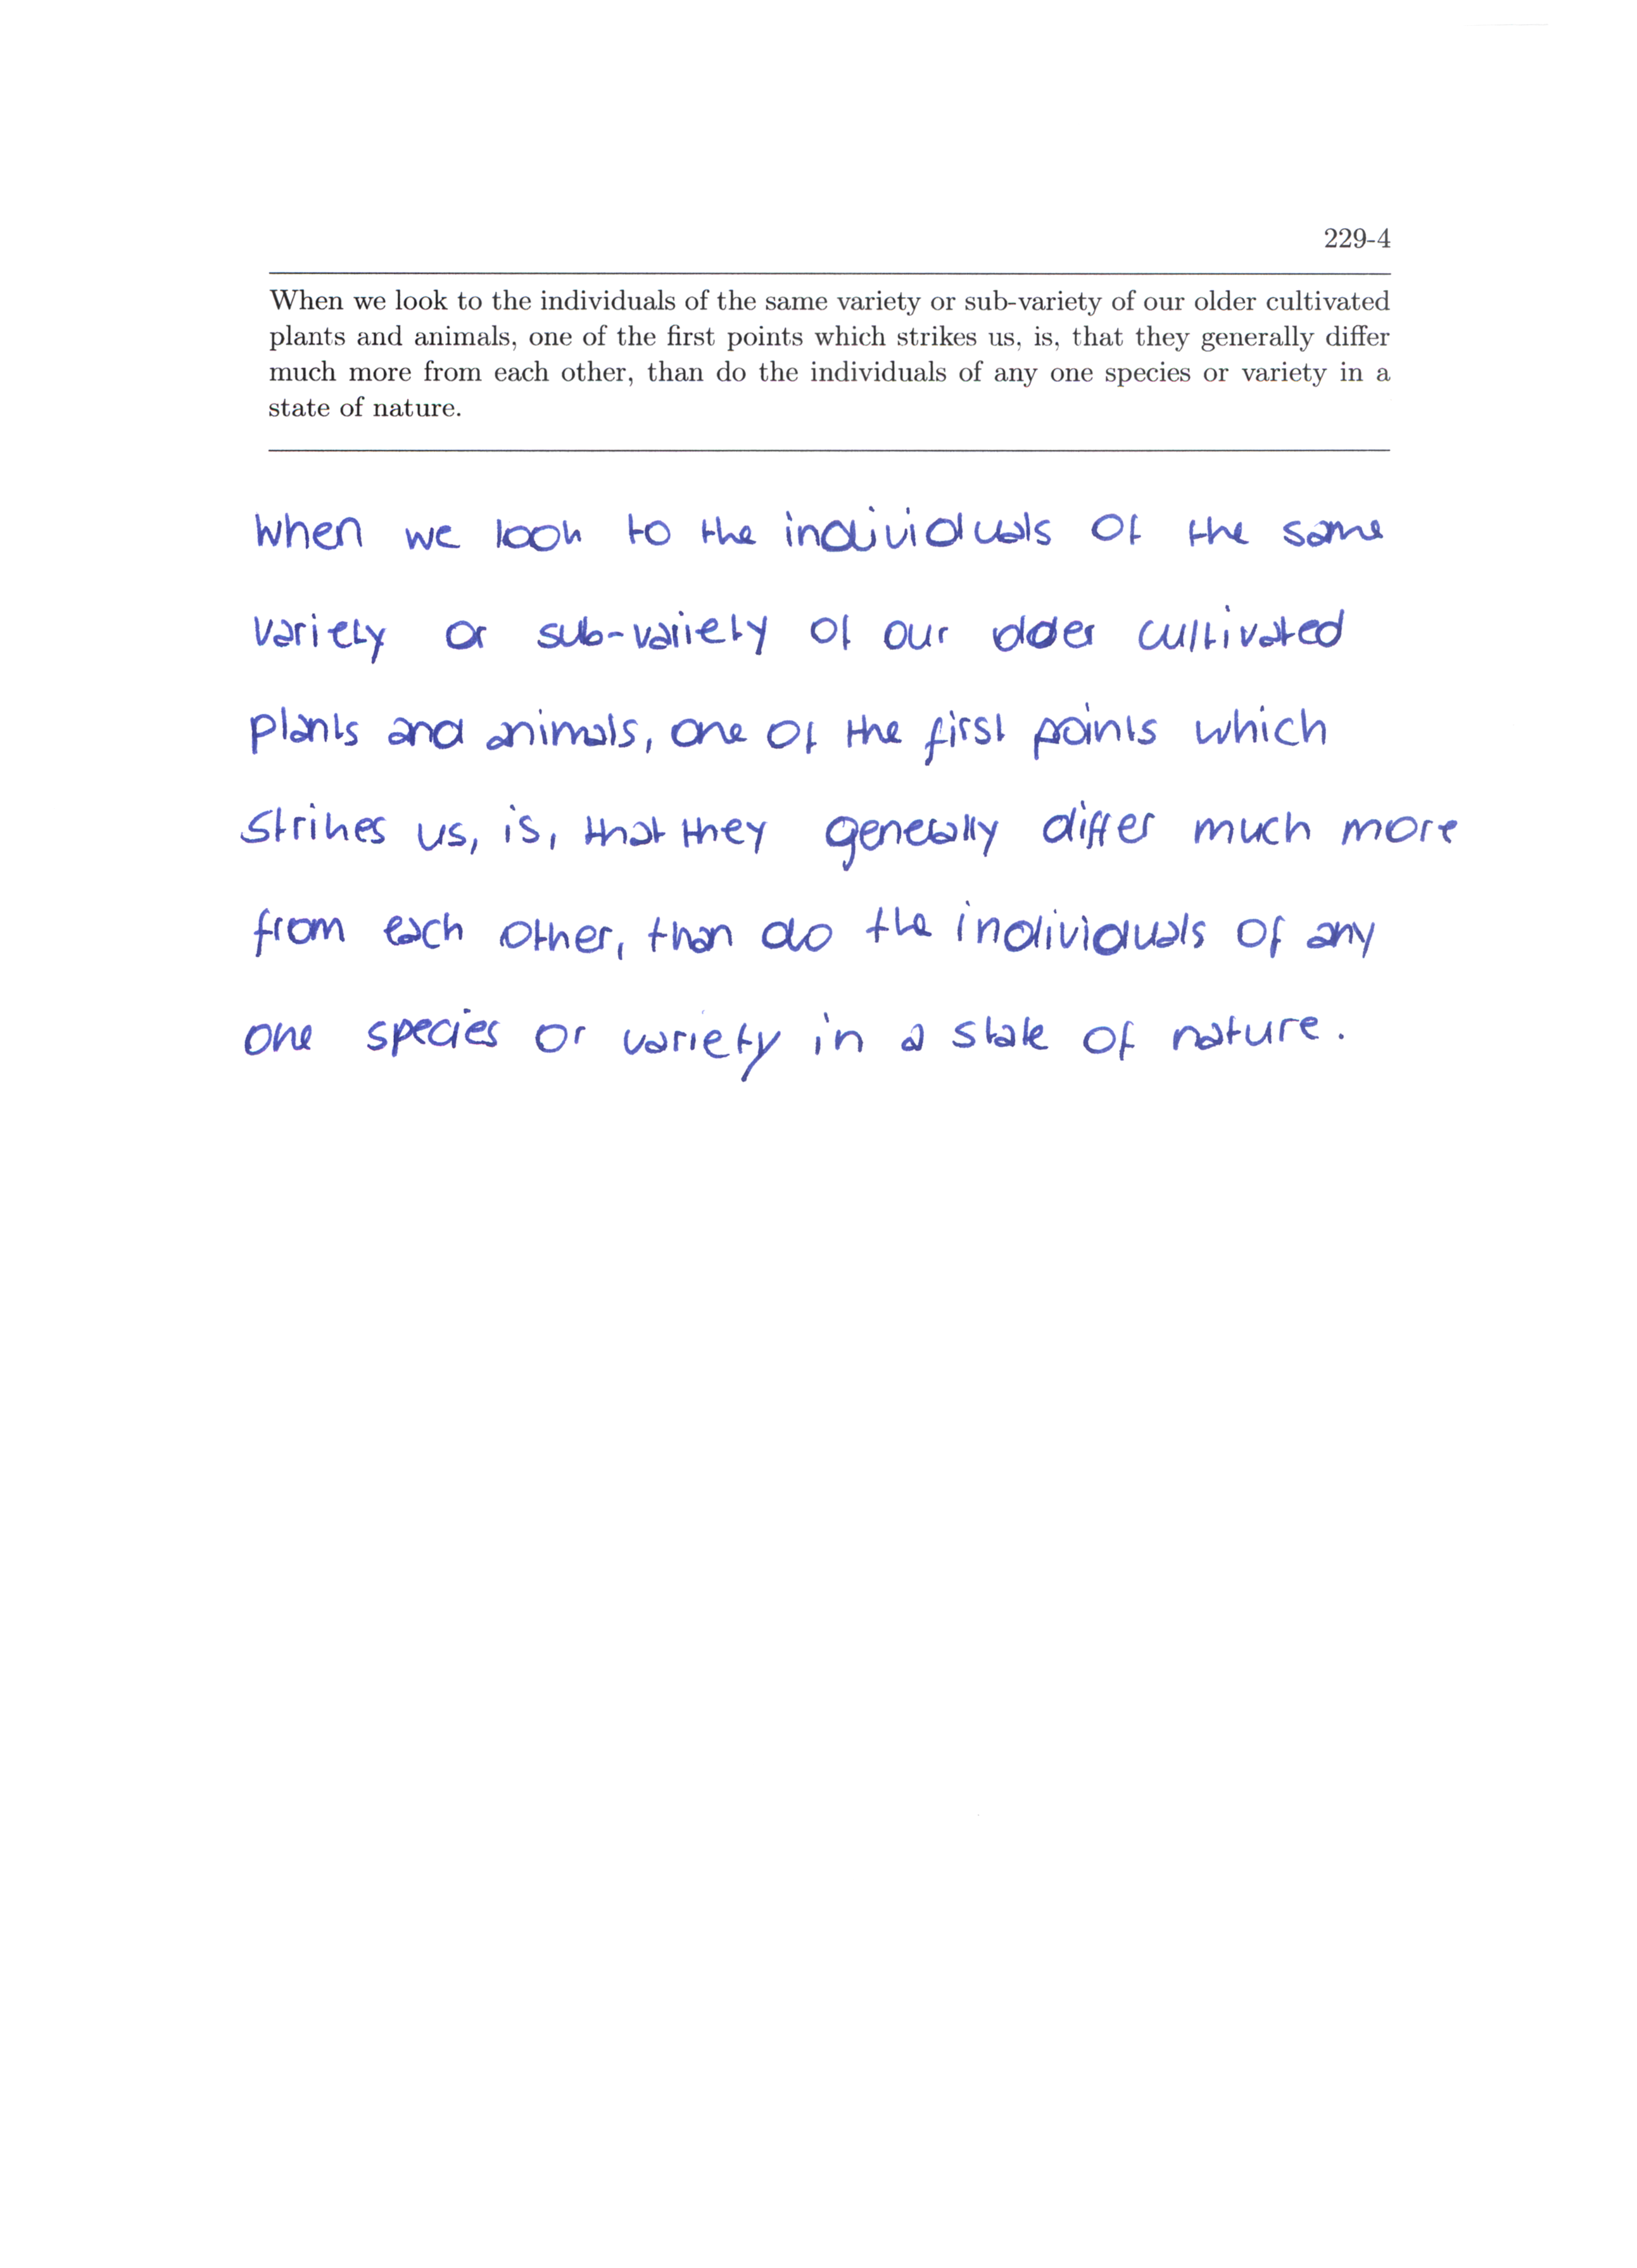 229-4
When we look to the individuals of the same variety or sub-variety of our older cultivated
plants and animals, one of the first points which strikes us, is, that they generally differ
much more from each other, than do the individuals of any one species or variety in a
state of nature.
When we look to the individuals of the same
variety or sub-variety of our older cultivated
plants and animals, one of the first points which
strikes us, is, that they generally differ much more
from each other, than do the individuals of any
one species or variety in a state of nature.